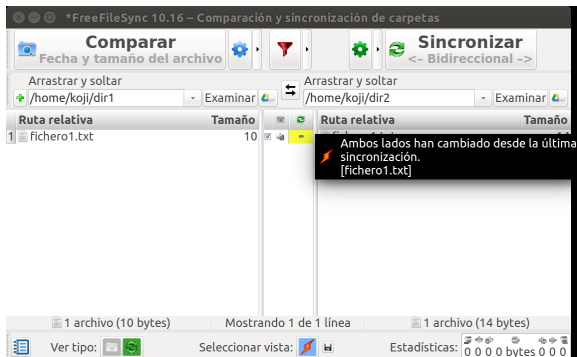 *FreeFileSync 10.16 – Comparación y sincronización de carpetas
Comparar
Fecha y tamaño del archivo
Sincronizar
<- Bidireccional ->
Arrastrar y soltar
Arrastrar y soltar
/home/koji/dir1
Examinar
/home/koji/dir2
Examinar
Ruta relativa
Tamaño
Ruta relativa
Tamaño
1
fichero1.txt
10
Ambos lados han cambiado desde la última
sincronización.
[fichero1.txt]
1 archivo (10 bytes)
Mostrando 1 de 1 línea
1 archivo (14 bytes)
Ver tipo:
Seleccionar vista:
Estadísticas:
0 0 0 0 bytes 0 0 0